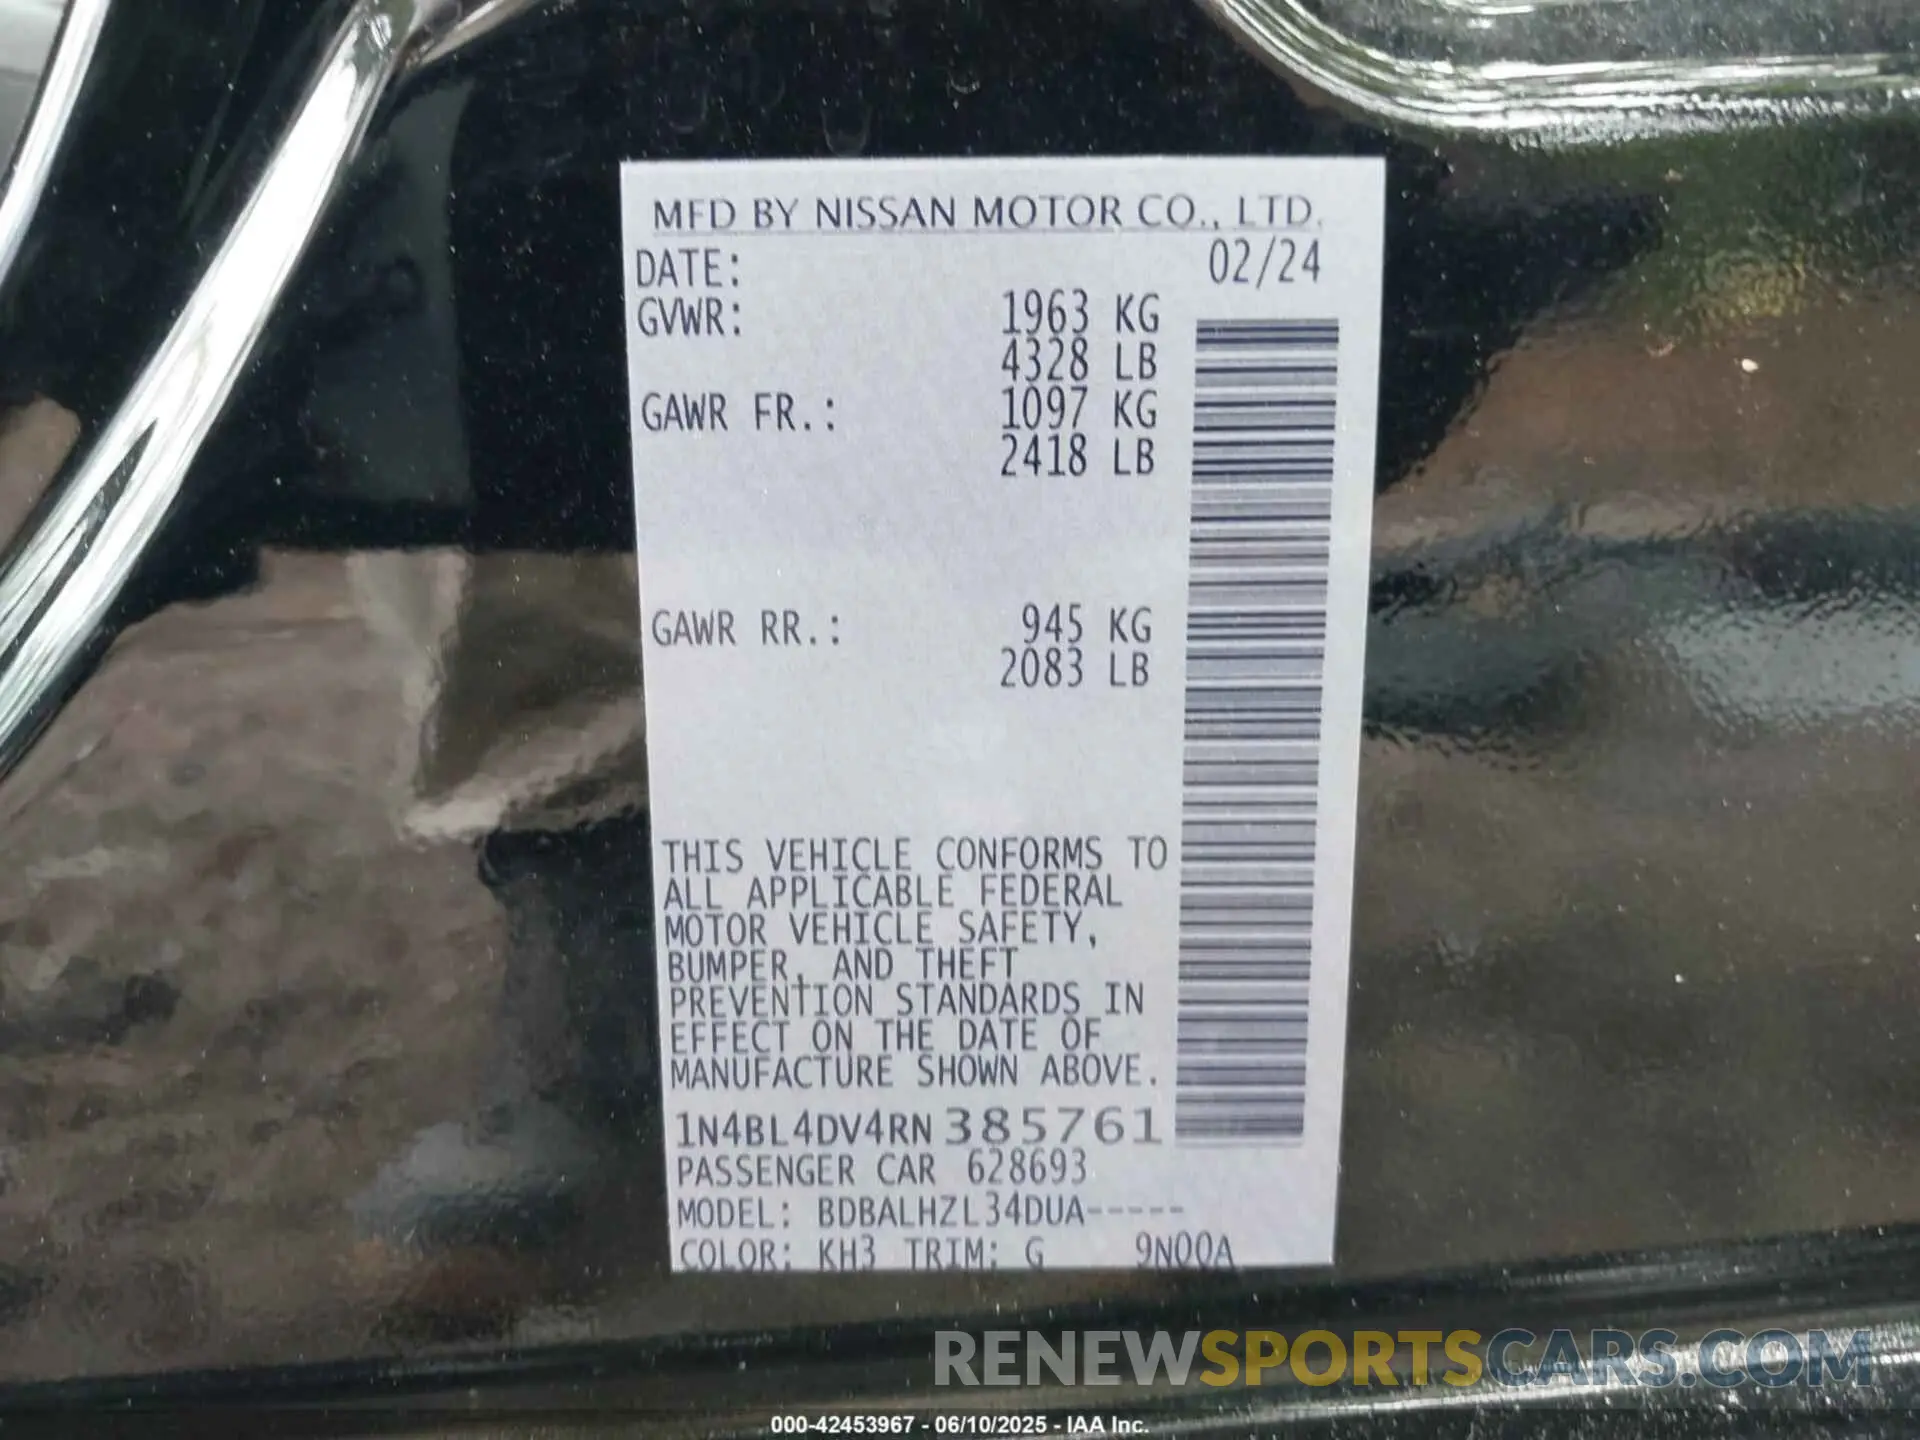 MFD BY NISSAN MOTOR CO., LTD.
DATE: 02/24
GVWR: 1963 KG
4328 LB
GAWR FR.: 1097 KG
2418 LB
GAWR RR.: 945 KG
2083 LB
THIS VEHICLE CONFORMS TO
ALL APPLICABLE FEDERAL
MOTOR VEHICLE SAFETY,
BUMPER, AND THEFT
PREVENTION STANDARDS IN
EFFECT ON THE DATE OF
MANUFACTURE SHOWN ABOVE.
1N4BL4DV4RN385761
PASSENGER CAR 628693
MODEL: BDBALHZL34DUA-----
COLOR: KH3 TRIM: G 9N00A
RENEWSPORTSCARS.COM
000-42453967 - 06/10/2025 - IAA Inc.